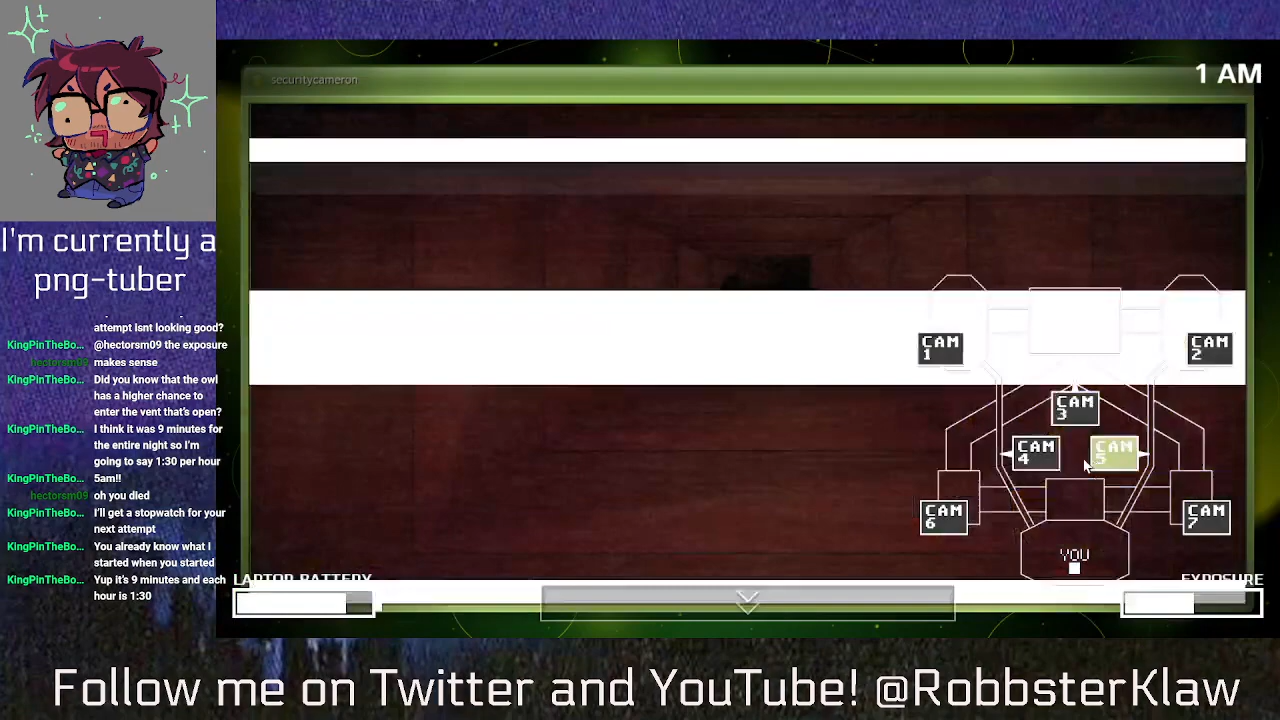 I'm currently a
png-tuber
attempt isnt looking good?
KingPinTheBo... @hectorsm09 the exposure
hectorsm09 makes sense
KingPinTheBo... Did you know that the owl
has a higher chance to
enter the vent that's open?
KingPinTheBo... I think it was 9 minutes for
the entire night so I'm
going to say 1:30 per hour
KingPinTheBo... 5am!!
hectorsm09 oh you died
KingPinTheBo... I'll get a stopwatch for your
next attempt
KingPinTheBo... You already know what I
started when you started
KingPinTheBo... Yup it's 9 minutes and each
hour is 1:30
securitycameron
1 AM
CAM
1
CAM
2
CAM
3
CAM
4
CAM
5
CAM
6
CAM
7
YOU
LAPTOP BATTERY
EXPOSURE
Follow me on Twitter and YouTube! @RobbsterKlaw